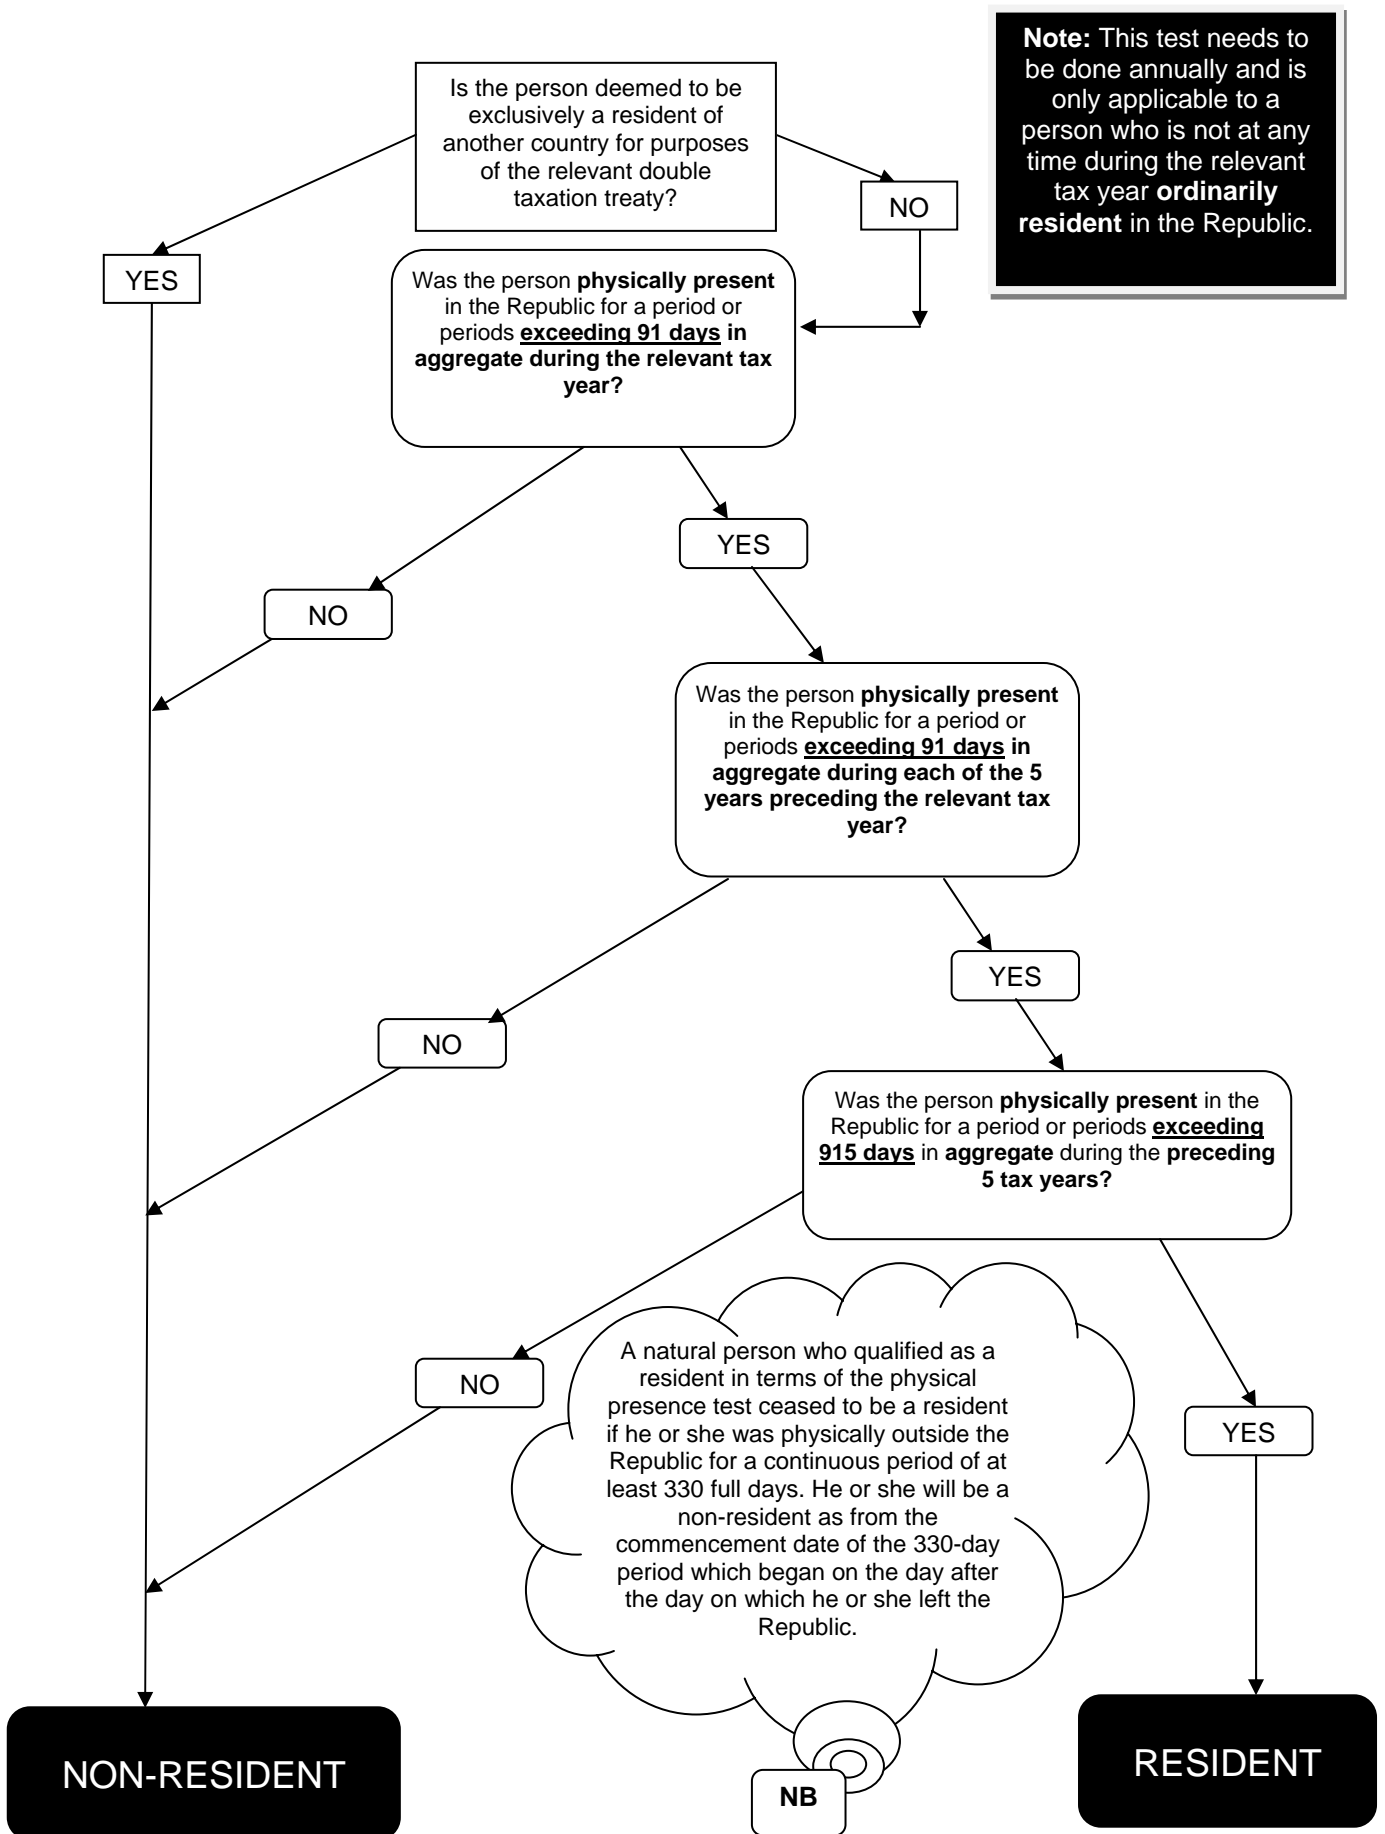 Note: This test needs to
be done annually and is
only applicable to a
person who is not at any
time during the relevant
tax year ordinarily
resident in the Republic.
Is the person deemed to be
exclusively a resident of
another country for purposes
of the relevant double
taxation treaty?
NO
YES
Was the person physically present
in the Republic for a period or
periods exceeding 91 days in
aggregate during the relevant tax
year?
YES
NO
Was the person physically present
in the Republic for a period or
periods exceeding 91 days in
aggregate during each of the 5
years preceding the relevant tax
year?
YES
NO
Was the person physically present in the
Republic for a period or periods exceeding
915 days in aggregate during the preceding
5 tax years?
NO
YES
A natural person who qualified as a
resident in terms of the physical
presence test ceased to be a resident
if he or she was physically outside the
Republic for a continuous period of at
least 330 full days. He or she will be a
non-resident as from the
commencement date of the 330-day
period which began on the day after
the day on which he or she left the
Republic.
NON-RESIDENT
NB
RESIDENT